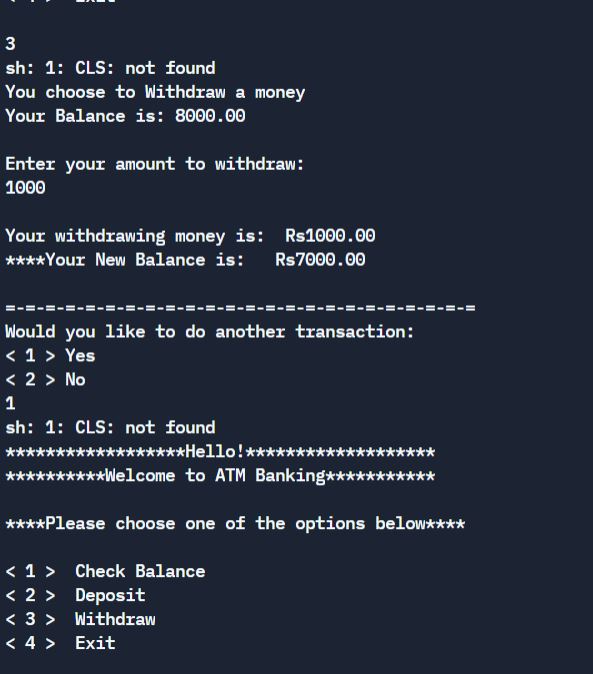 < 4 >  Exit
3
sh: 1: CLS: not found
You choose to Withdraw a money
Your Balance is: 8000.00
Enter your amount to withdraw:
1000
Your withdrawing money is:  Rs1000.00
****Your New Balance is:   Rs7000.00
=-=-=-=-=-=-=-=-=-=-=-=-=-=-=-=-=-=-=-=-=-=-=-=
Would you like to do another transaction:
< 1 > Yes
< 2 > No
1
sh: 1: CLS: not found
******************Hello!*******************
**********Welcome to ATM Banking***********
****Please choose one of the options below****
< 1 >  Check Balance
< 2 >  Deposit
< 3 >  Withdraw
< 4 >  Exit